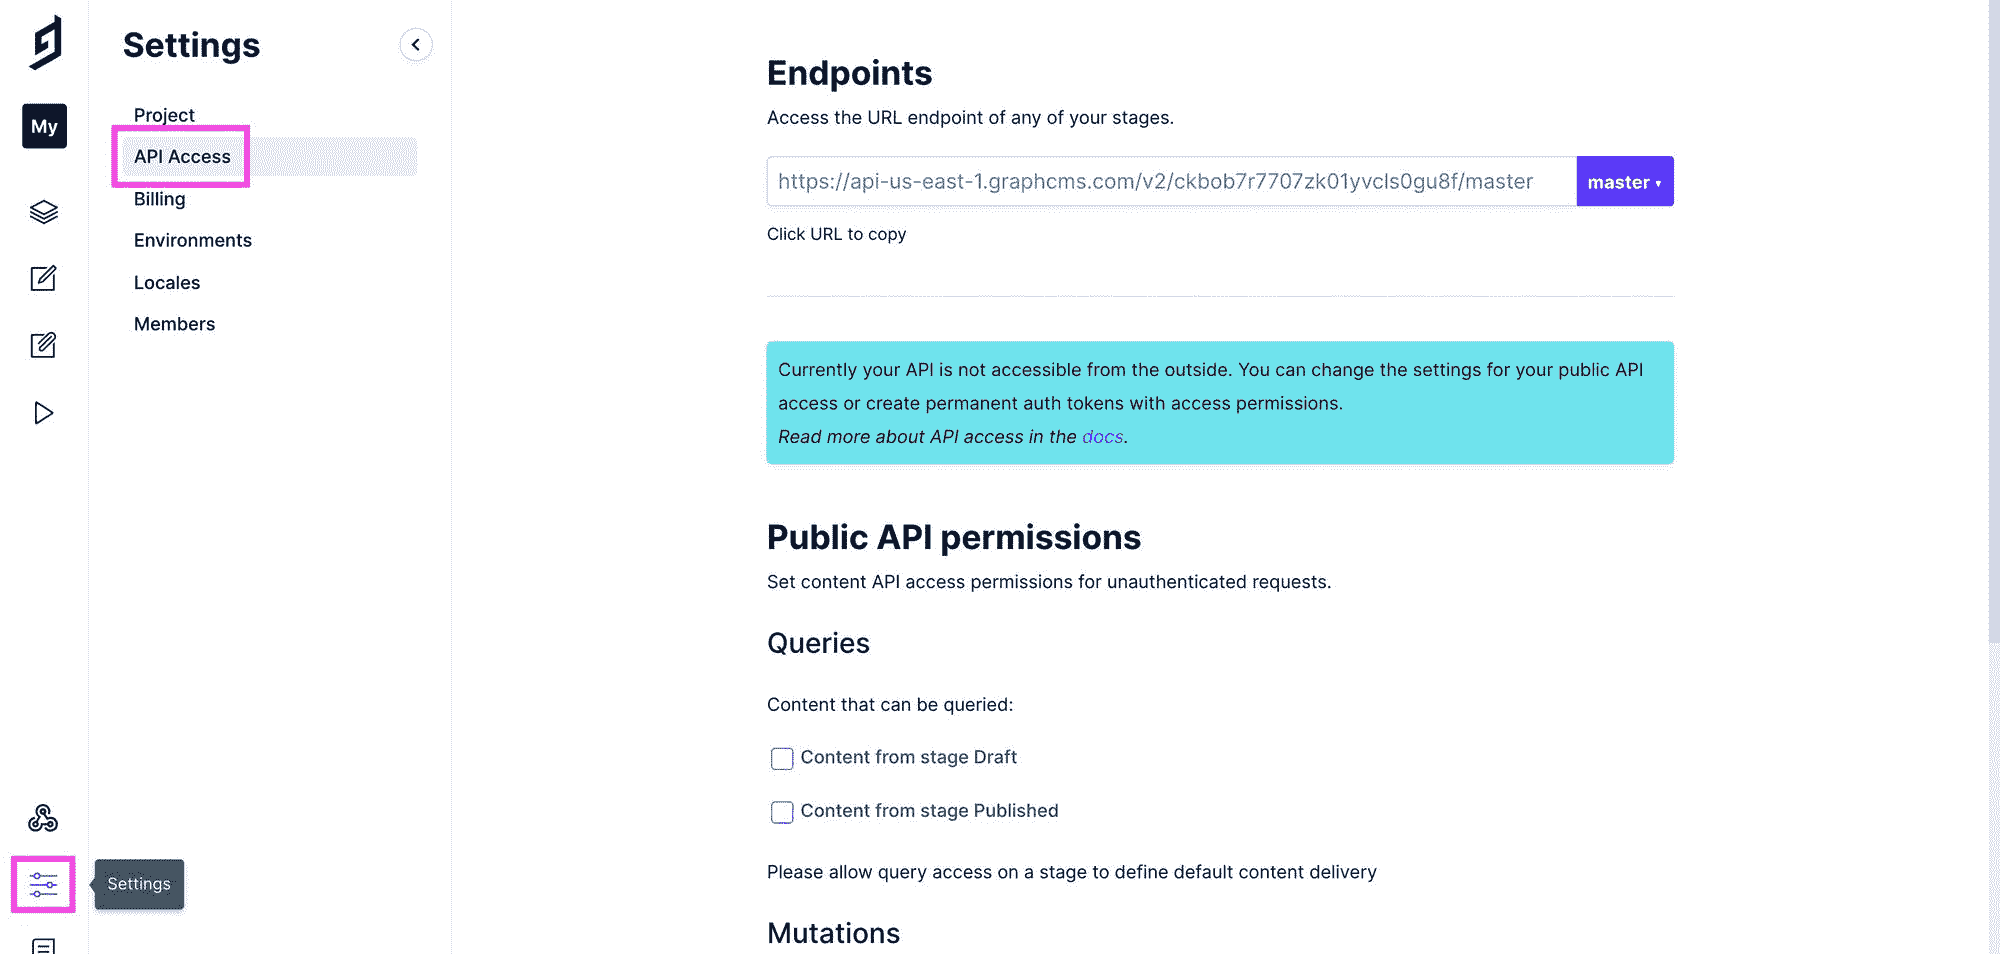 Settings
My
Project
API Access
Billing
Environments
Locales
Members
Settings
Endpoints
Access the URL endpoint of any of your stages.
https://api-us-east-1.graphcms.com/v2/ckbob7r7707zk01yvcls0gu8f/master
master
Click URL to copy
Currently your API is not accessible from the outside. You can change the settings for your public API
access or create permanent auth tokens with access permissions.
Read more about API access in the docs.
Public API permissions
Set content API access permissions for unauthenticated requests.
Queries
Content that can be queried:
Content from stage Draft
Content from stage Published
Please allow query access on a stage to define default content delivery
Mutations